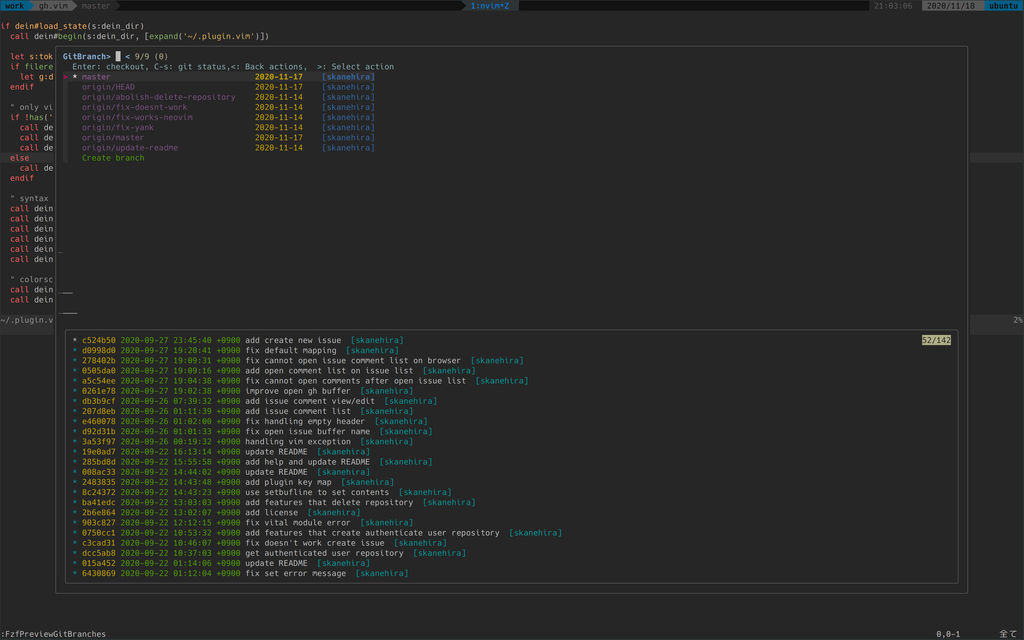 work gh.vim master 1:nvim*Z 21:03:06 2020/11/18 ubuntu
if dein#load_state(s:dein_dir)
call dein#begin(s:dein_dir, [expand('~/.plugin.vim')])
let s:tok
if filere
let g:d
endif
" only vi
if !has('
call de
call de
call de
else
call de
endif
" syntax
call dein
call dein
call dein
call dein
call dein
call dein
" colorsc
call dein
call dein
~/.plugin.v
2%
GitBranch> < 9/9 (0)
Enter: checkout, C-s: git status,<: Back actions, >: Select action
> * master 2020-11-17 [skanehira]
origin/HEAD 2020-11-17 [skanehira]
origin/abolish-delete-repository 2020-11-14 [skanehira]
origin/fix-doesnt-work 2020-11-14 [skanehira]
origin/fix-works-neovim 2020-11-14 [skanehira]
origin/fix-yank 2020-11-14 [skanehira]
origin/master 2020-11-17 [skanehira]
origin/update-readme 2020-11-14 [skanehira]
Create branch
52/142
* c524b50 2020-09-27 23:45:40 +0900 add create new issue [skanehira]
* d0998d0 2020-09-27 19:20:41 +0900 fix default mapping [skanehira]
* 278402b 2020-09-27 19:09:31 +0900 fix cannot open issue comment list on browser [skanehira]
* 0505da0 2020-09-27 19:09:16 +0900 add open comment list on issue list [skanehira]
* a5c54ee 2020-09-27 19:04:38 +0900 fix cannot open comments after open issue list [skanehira]
* 0261e78 2020-09-27 19:02:38 +0900 improve open gh buffer [skanehira]
* db3b9cf 2020-09-26 07:39:32 +0900 add issue comment view/edit [skanehira]
* 207d8eb 2020-09-26 01:11:39 +0900 add issue comment list [skanehira]
* e460078 2020-09-26 01:02:00 +0900 fix handling empty header [skanehira]
* d92d31b 2020-09-26 01:01:33 +0900 fix open issue buffer name [skanehira]
* 3a53f97 2020-09-26 00:19:32 +0900 handling vim exception [skanehira]
* 19e0ad7 2020-09-22 16:13:14 +0900 update README [skanehira]
* 285bd8d 2020-09-22 15:55:58 +0900 add help and update README [skanehira]
* 008ac33 2020-09-22 14:44:02 +0900 update README [skanehira]
* 2483835 2020-09-22 14:43:48 +0900 add plugin key map [skanehira]
* 8c24372 2020-09-22 14:43:23 +0900 use setbufline to set contents [skanehira]
* ba41edc 2020-09-22 13:03:03 +0900 add features that delete repository [skanehira]
* 2b6e864 2020-09-22 13:02:07 +0900 add license [skanehira]
* 903c827 2020-09-22 12:12:15 +0900 fix vital module error [skanehira]
* 0750cc1 2020-09-22 10:53:32 +0900 add features that create authenticate user repository [skanehira]
* c3cad31 2020-09-22 10:46:07 +0900 fix doesn't work create issue [skanehira]
* dcc5ab8 2020-09-22 10:37:03 +0900 get authenticated user repository [skanehira]
* 015a452 2020-09-22 01:14:06 +0900 update README [skanehira]
* 6430869 2020-09-22 01:12:04 +0900 fix set error message [skanehira]
:FzfPreviewGitBranches 0,0-1 全て